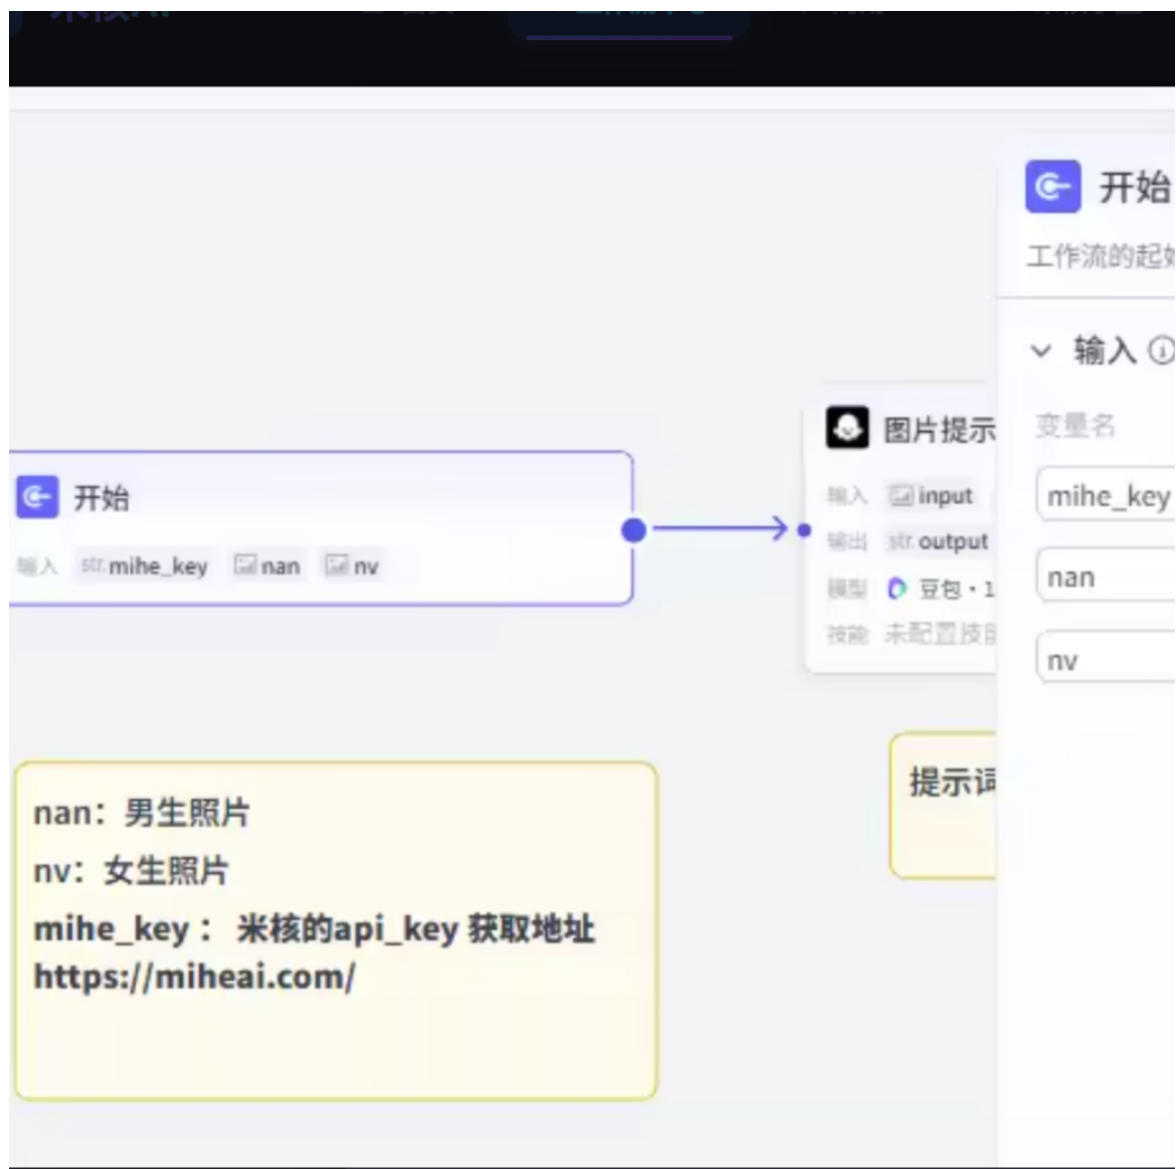 开始
输入 str. mihe_key nan nv
nan：男生照片
nv：女生照片
mihe_key： 米核的api_key 获取地址
https://miheai.com/
图片提示
输入 input
输出 str. output
模型 豆包·1
技能 未配置技能
提示词
开始
工作流的起始
输入
变量名
mihe_key
nan
nv